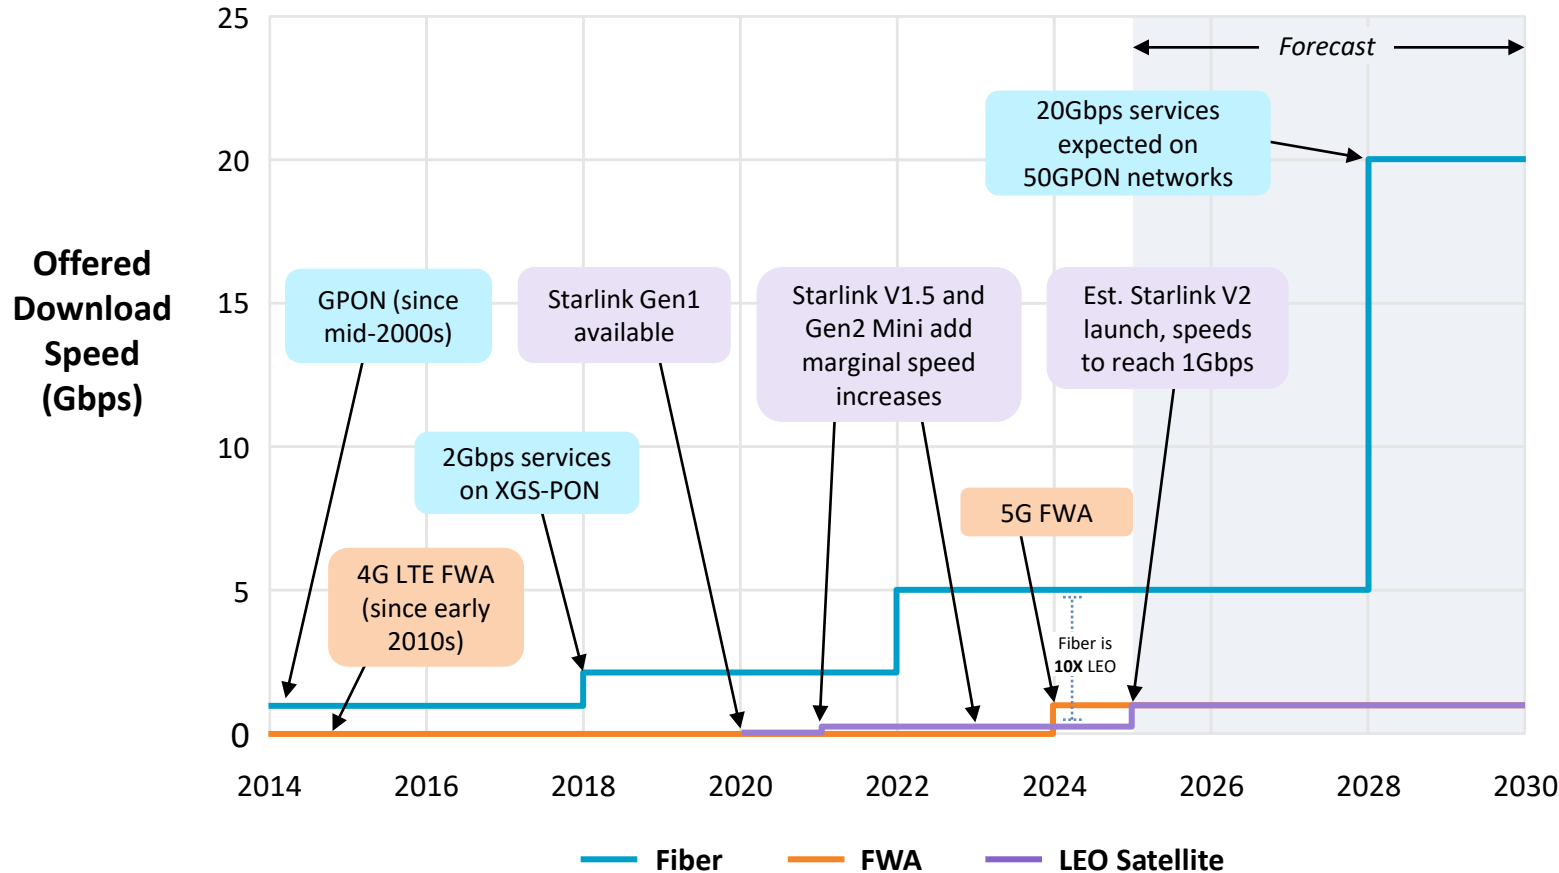 25
Forecast
20Gbps services
expected on
50GPON networks
20
Offered
Download
Speed
(Gbps)
GPON (since
mid-2000s)
Starlink Gen1
available
Starlink V1.5 and
Gen2 Mini add
marginal speed
increases
Est. Starlink V2
launch, speeds
to reach 1Gbps
15
10
2Gbps services
on XGS-PON
5G FWA
4G LTE FWA
(since early
2010s)
5
Fiber is
10X LEO
0
2014 2016 2018 2020 2022 2024 2026 2028 2030
Fiber FWA LEO Satellite